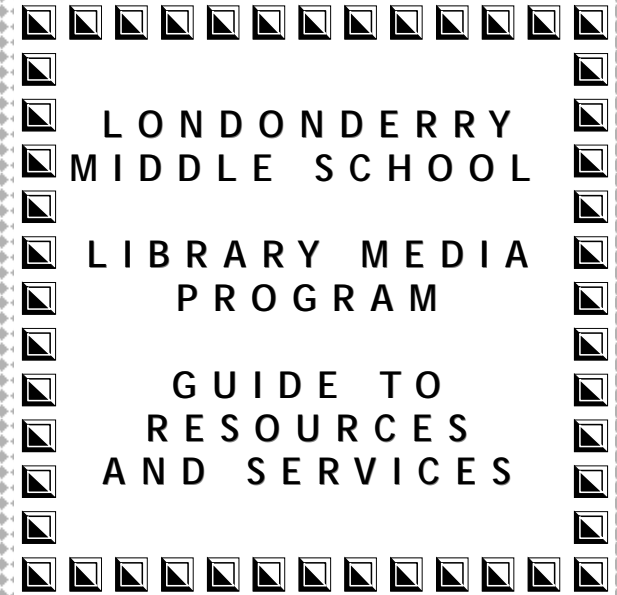 LONDONDERRY
MIDDLE SCHOOL
LIBRARY MEDIA
PROGRAM
GUIDE TO
RESOURCES
AND SERVICES